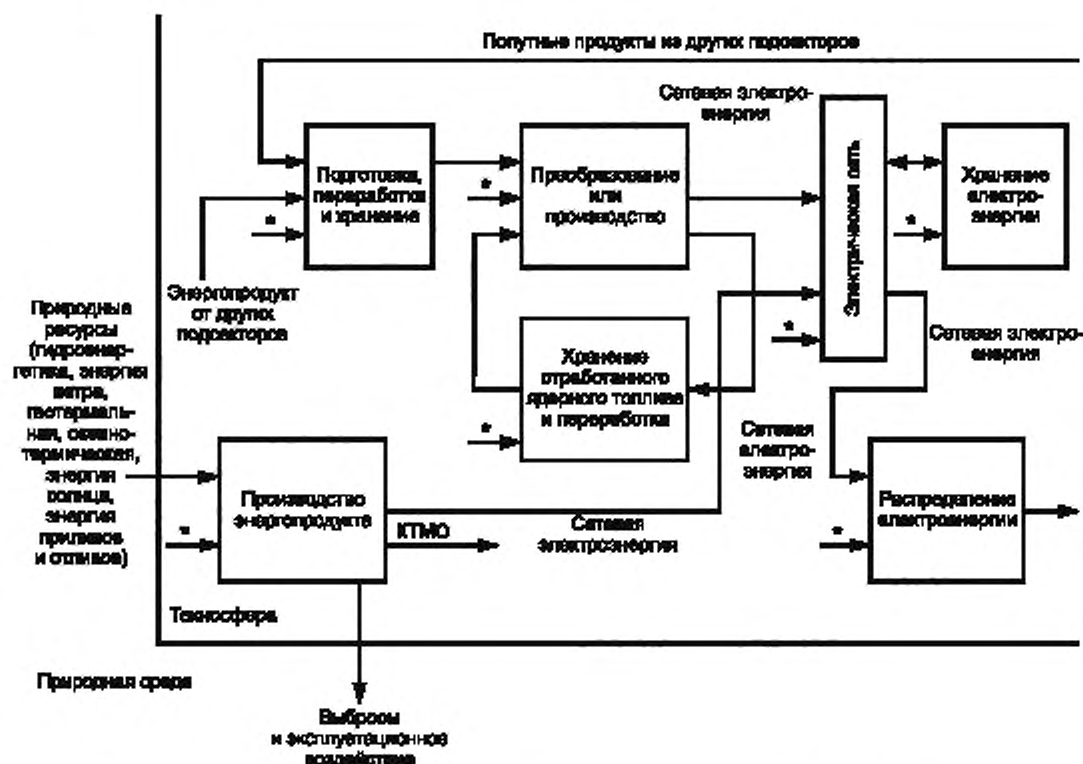 Попутные продукты из других подсекторов
Сетевая электро-
энергия
Подготовка,
переработка
и хранение
*
Преобразование
или
производство
*
Электрическая сеть
*
Хранение
электро-
энергии
*
Энергопродукт
от других
подсекторов
Природные
ресурсы
(гидроэнер-
гетика, энергия
ветра,
геотермаль-
ная, океано-
термическая,
энергия
солнца,
энергия
приливов
и отливов)
Хранение
отработанного
ядерного топлива
и переработка
*
Сетевая электро-
энергия
Сетевая
электро-
энергия
Производство
энергопродукта
*
КТМО
Сетевая
электроэнергия
Распределение
электроэнергии
*
Техносфера
Природная среда
Выбросы
и эксплуатационное
воздействие